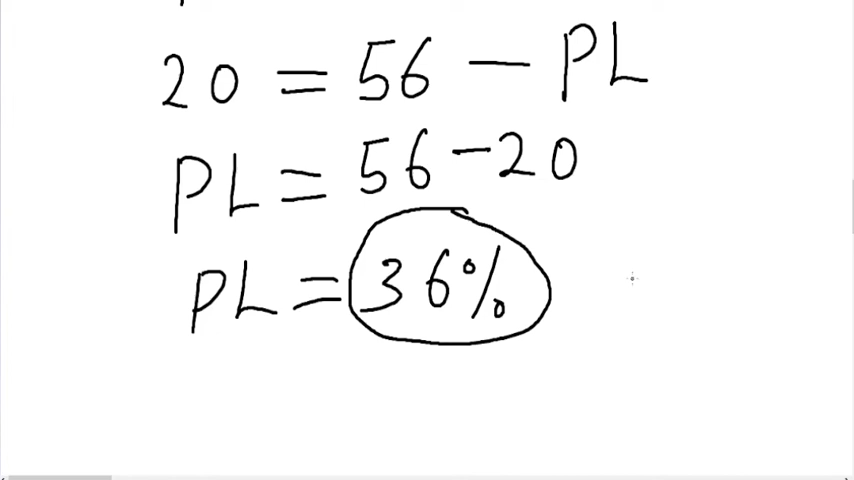 20 = 56 - PL
PL = 56 - 20
PL = 36%